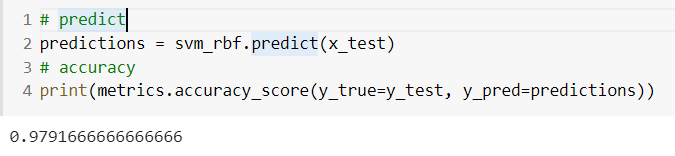 1 # predict
2 predictions = svm_rbf.predict(x_test)
3 # accuracy
4 print(metrics.accuracy_score(y_true=y_test, y_pred=predictions))
0.9791666666666666